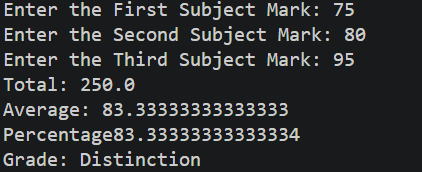 Enter the First Subject Mark: 75
Enter the Second Subject Mark: 80
Enter the Third Subject Mark: 95
Total: 250.0
Average: 83.33333333333333
Percentage83.33333333333334
Grade: Distinction